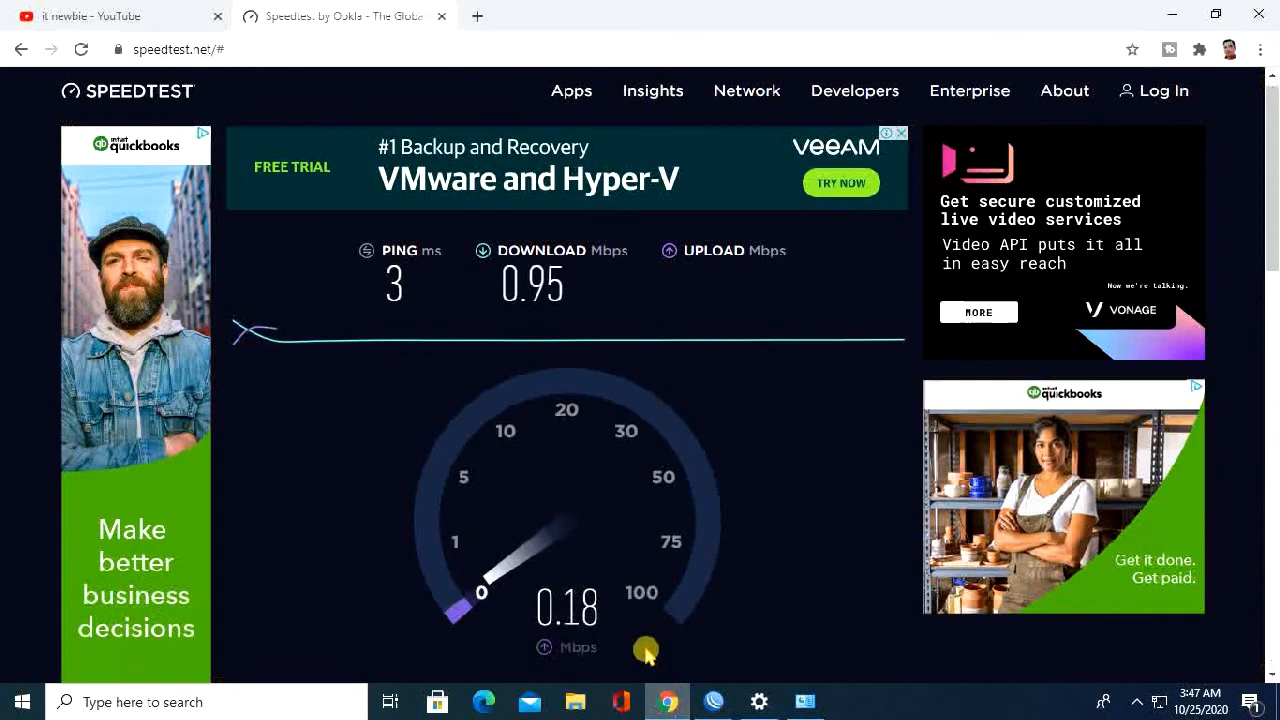 it newbie - YouTube
Speedtest by Ookla - The Globa
speedtest.net/#
SPEEDTEST
Apps
Insights
Network
Developers
Enterprise
About
Log In
intuit
quickbooks
Make
better
business
decisions
FREE TRIAL
#1 Backup and Recovery
VMware and Hyper-V
VEEAM
TRY NOW
PING ms
3
DOWNLOAD Mbps
0.95
UPLOAD Mbps
20
10
30
5
50
1
75
0
100
0.18
Mbps
Get secure customized
live video services
Video API puts it all
in easy reach
Now we're talking.
MORE
VONAGE
intuit
quickbooks
Get it done.
Get paid.
Type here to search
3:47 AM
10/25/2020